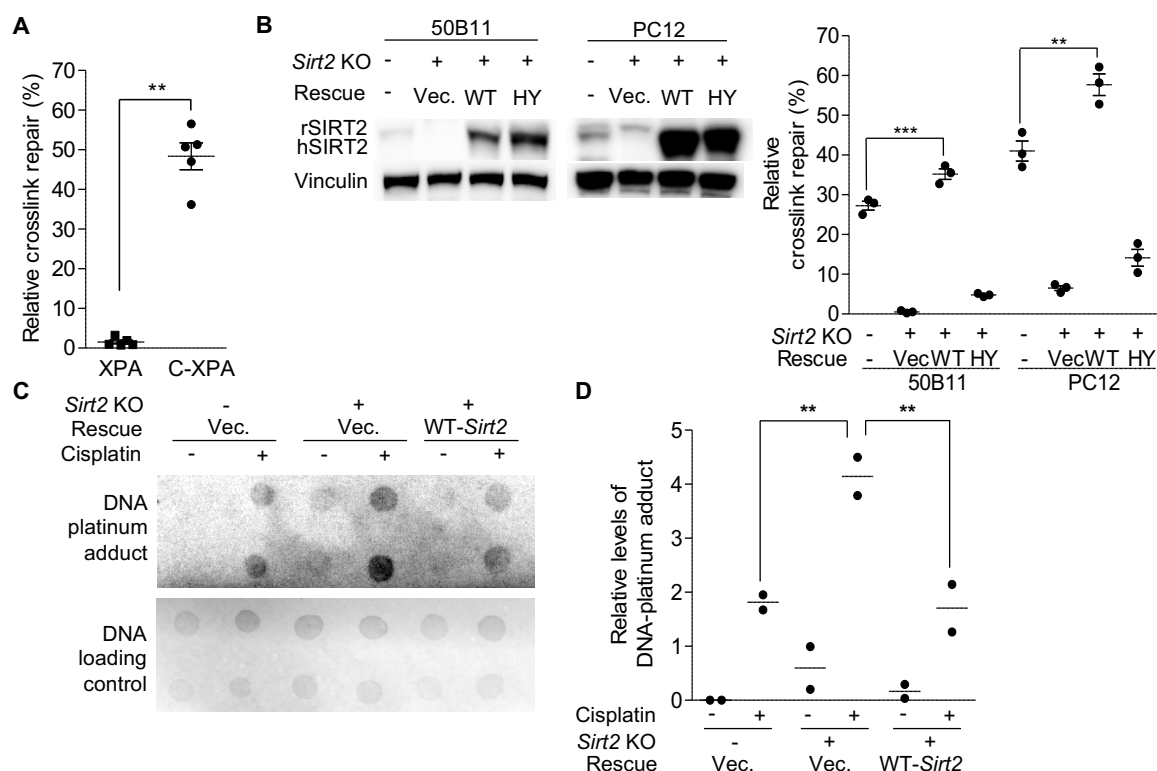 A
Relative crosslink repair (%)
70
60
50
40
30
20
10
0
**
XPA C-XPA
B
50B11 PC12
Sirt2 KO - + + + - + + +
Rescue - Vec. WT HY - Vec. WT HY
rSIRT2
hSIRT2
Vinculin
Relative
crosslink repair (%)
70
60
50
40
30
20
10
0
*** **
Sirt2 KO - + + + - + + +
Rescue - Vec WT HY - Vec WT HY
50B11 PC12
C
Sirt2 KO - + +
Rescue Vec. Vec. WT-Sirt2
Cisplatin - + - + - +
DNA
platinum
adduct
DNA
loading
control
D
Relative levels of
DNA-platinum adduct
5
4
3
2
1
0
** **
Cisplatin - + - + - +
Sirt2 KO - + +
Rescue Vec. Vec. WT-Sirt2